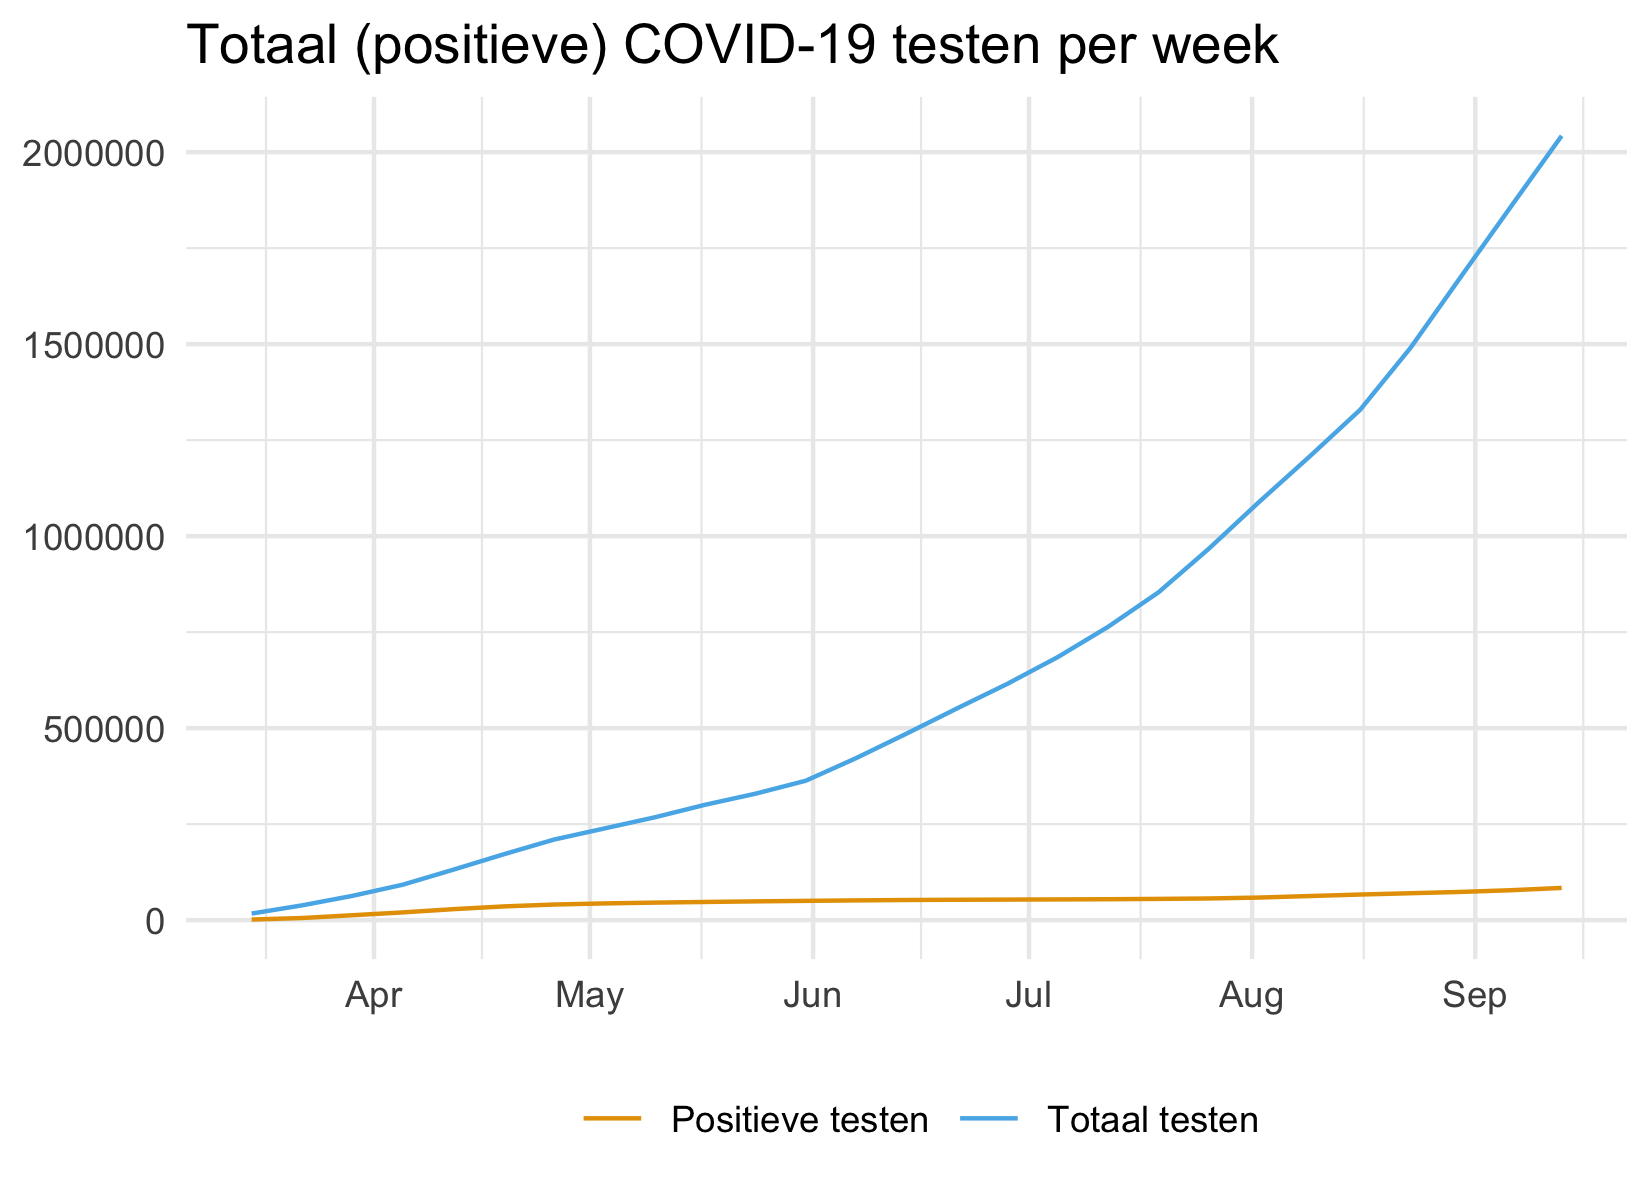 Totaal (positieve) COVID-19 testen per week
2000000
1500000
1000000
500000
0
Apr May Jun Jul Aug Sep
Positieve testen Totaal testen